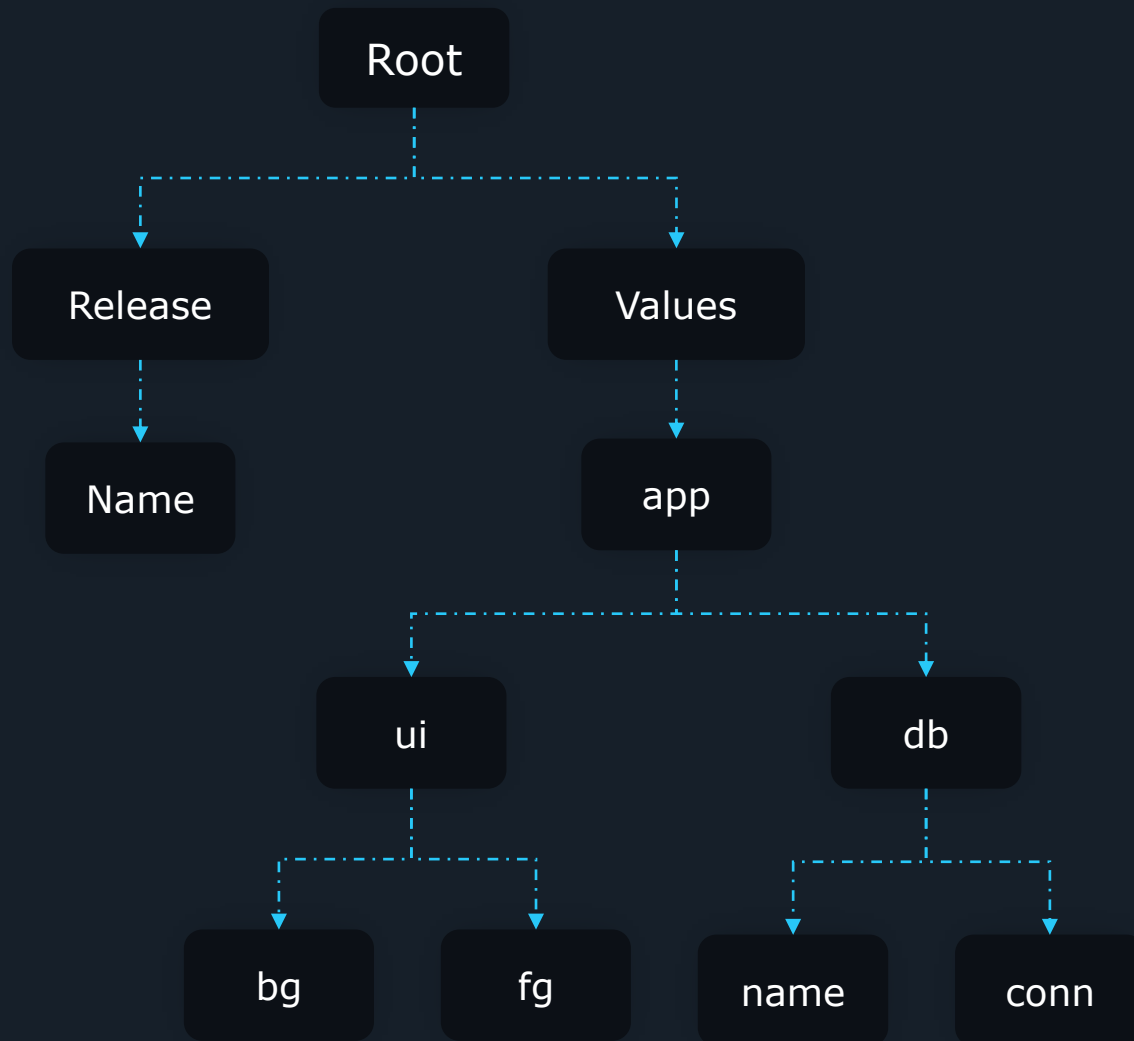 Root
Release
Values
Name
app
ui
db
bg
fg
name
conn